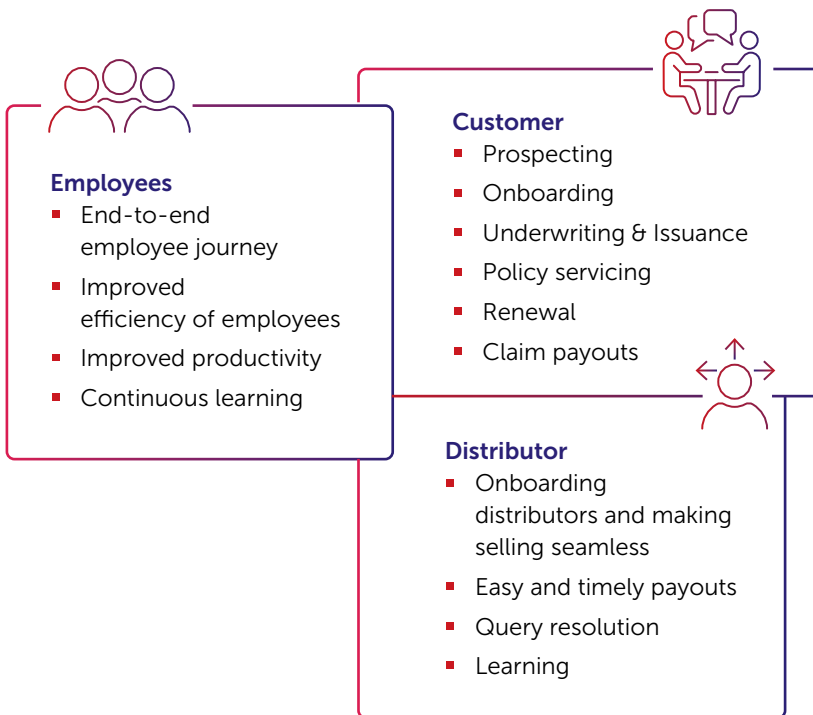 Employees
End-to-end
employee journey
Improved
efficiency of employees
Improved productivity
Continuous learning
Customer
Prospecting
Onboarding
Underwriting & Issuance
Policy servicing
Renewal
Claim payouts
Distributor
Onboarding
distributors and making
selling seamless
Easy and timely payouts
Query resolution
Learning